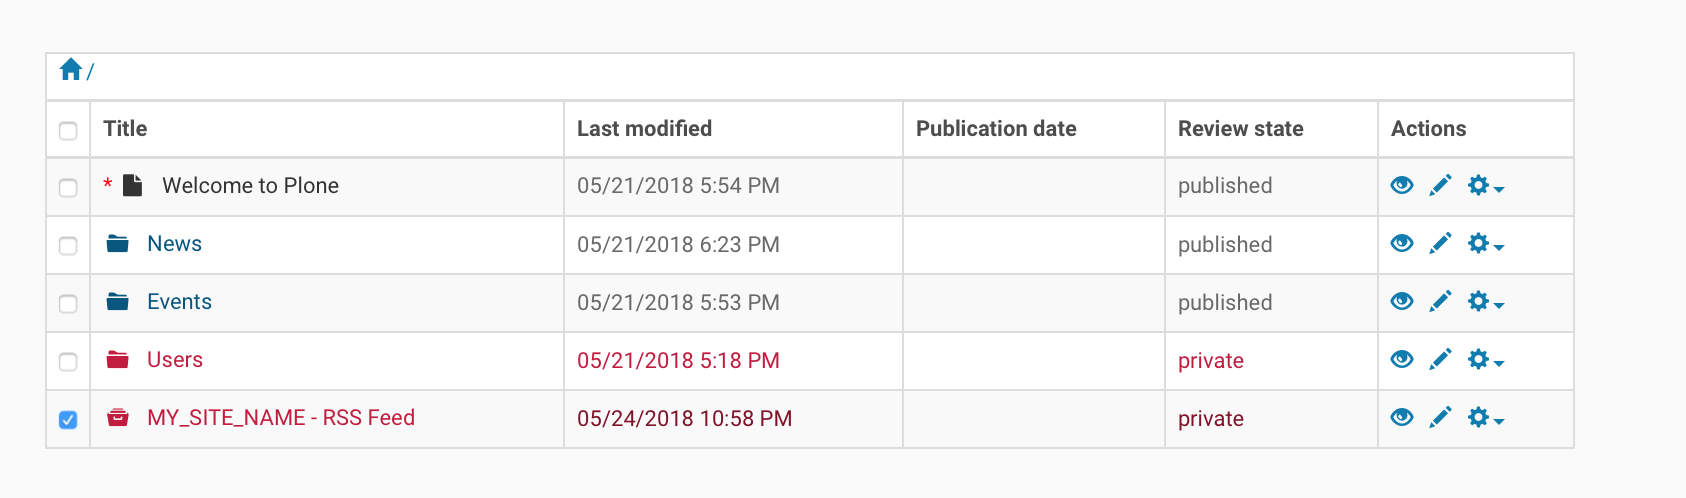 /
Title Last modified Publication date Review state Actions
* Welcome to Plone 05/21/2018 5:54 PM published
News 05/21/2018 6:23 PM published
Events 05/21/2018 5:53 PM published
Users 05/21/2018 5:18 PM private
MY_SITE_NAME - RSS Feed 05/24/2018 10:58 PM private